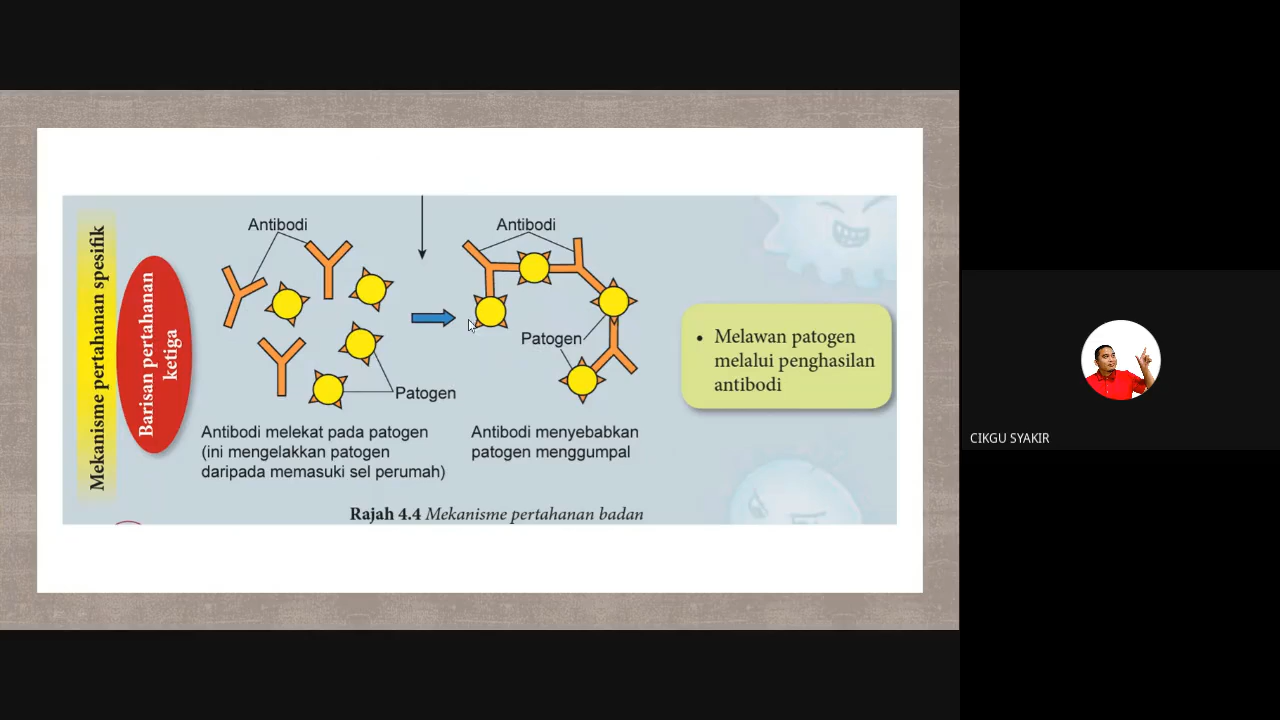 Mekanisme pertahanan spesifik
Barisan pertahanan
ketiga
Antibodi
Patogen
Antibodi melekat pada patogen
(ini mengelakkan patogen
daripada memasuki sel perumah)
Antibodi
Patogen
Antibodi menyebabkan
patogen menggumpal
• Melawan patogen
melalui penghasilan
antibodi
Rajah 4.4 Mekanisme pertahanan badan
CIKGU SYAKIR